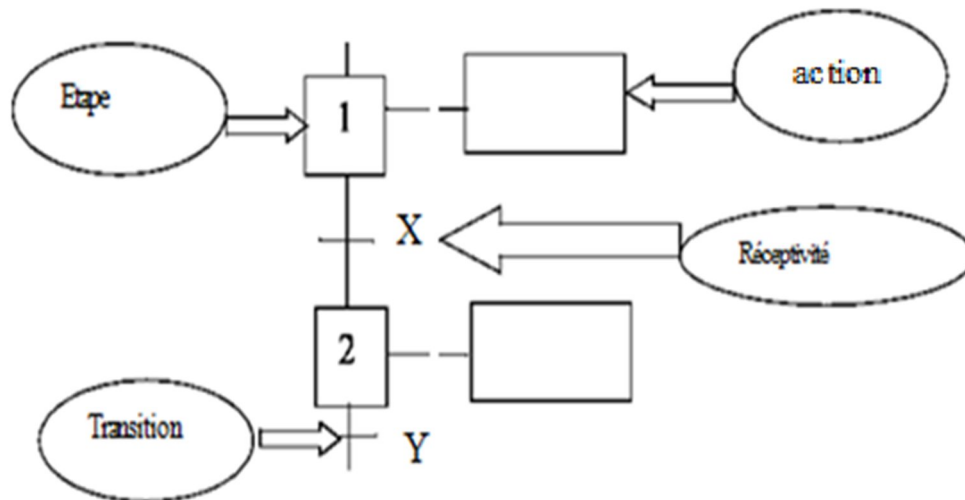 Etape
1
action
X
Réceptivité
2
Transition
Y